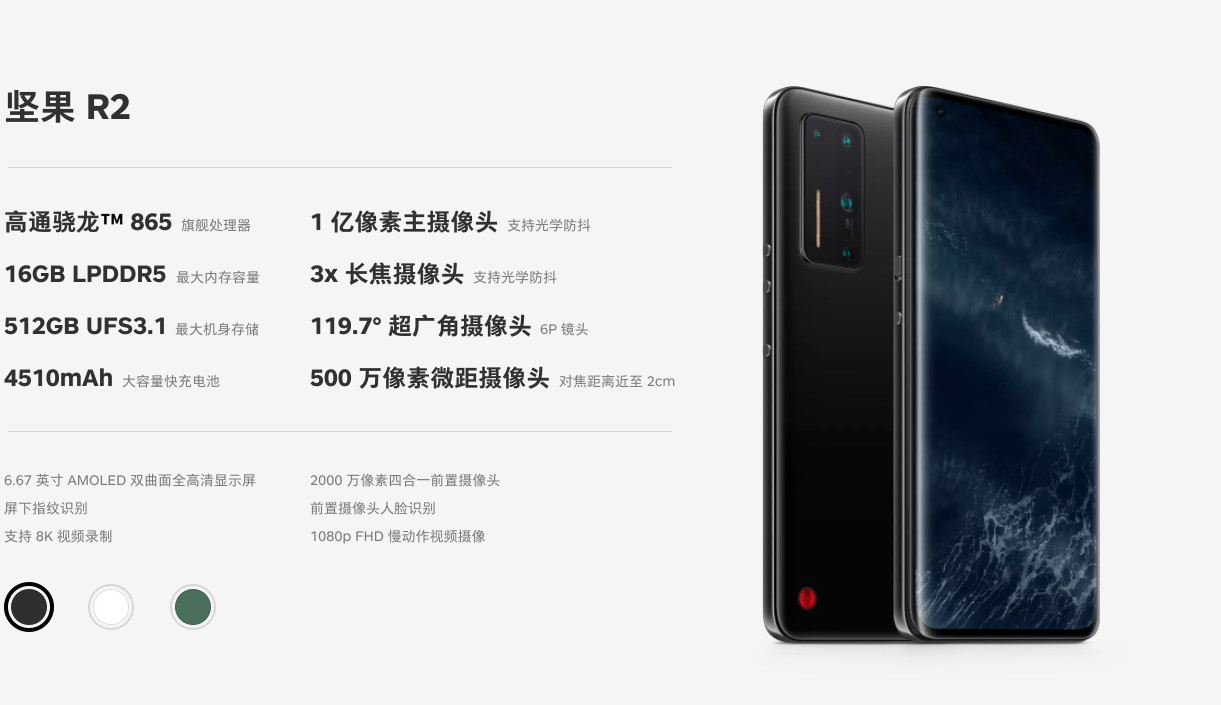 坚果 R2
高通骁龙™ 865 旗舰处理器
16GB LPDDR5 最大内存容量
512GB UFS3.1 最大机身存储
4510mAh 大容量快充电池
1 亿像素主摄像头 支持光学防抖
3x 长焦摄像头 支持光学防抖
119.7° 超广角摄像头 6P 镜头
500 万像素微距摄像头 对焦距离近至 2cm
6.67 英寸 AMOLED 双曲面全高清显示屏
屏下指纹识别
支持 8K 视频录制
2000 万像素四合一前置摄像头
前置摄像头人脸识别
1080p FHD 慢动作视频摄像